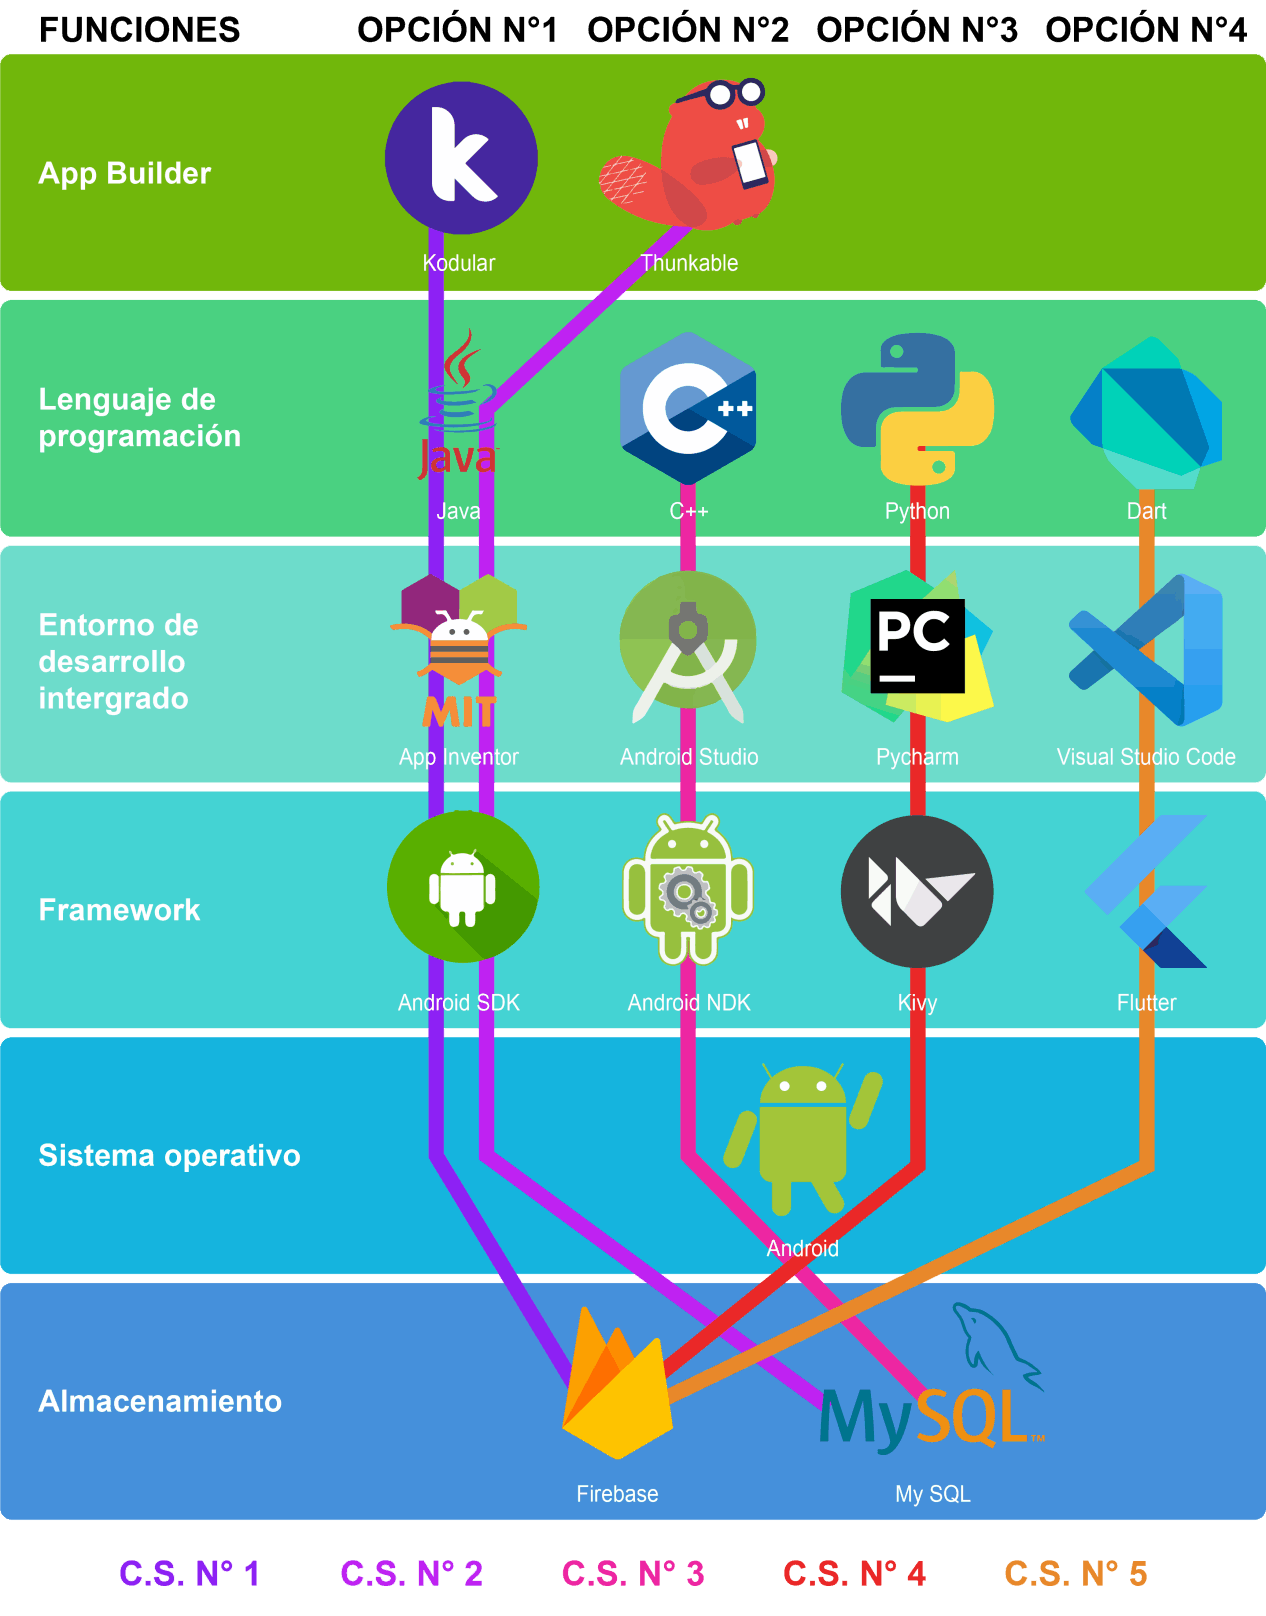 FUNCIONES OPCIÓN N°1 OPCIÓN N°2 OPCIÓN N°3 OPCIÓN N°4
App Builder
k
Kodular Thunkable
Lenguaje de
programación
Java C++
Java C++ Python Dart
Entorno de
desarrollo
intergrado
PC
MIT
App Inventor Android Studio Pycharm Visual Studio Code
Framework
Android SDK Android NDK Kivy Flutter
Sistema operativo
Android
Almacenamiento
MySQL™
Firebase My SQL
C.S. N° 1 C.S. N° 2 C.S. N° 3 C.S. N° 4 C.S. N° 5